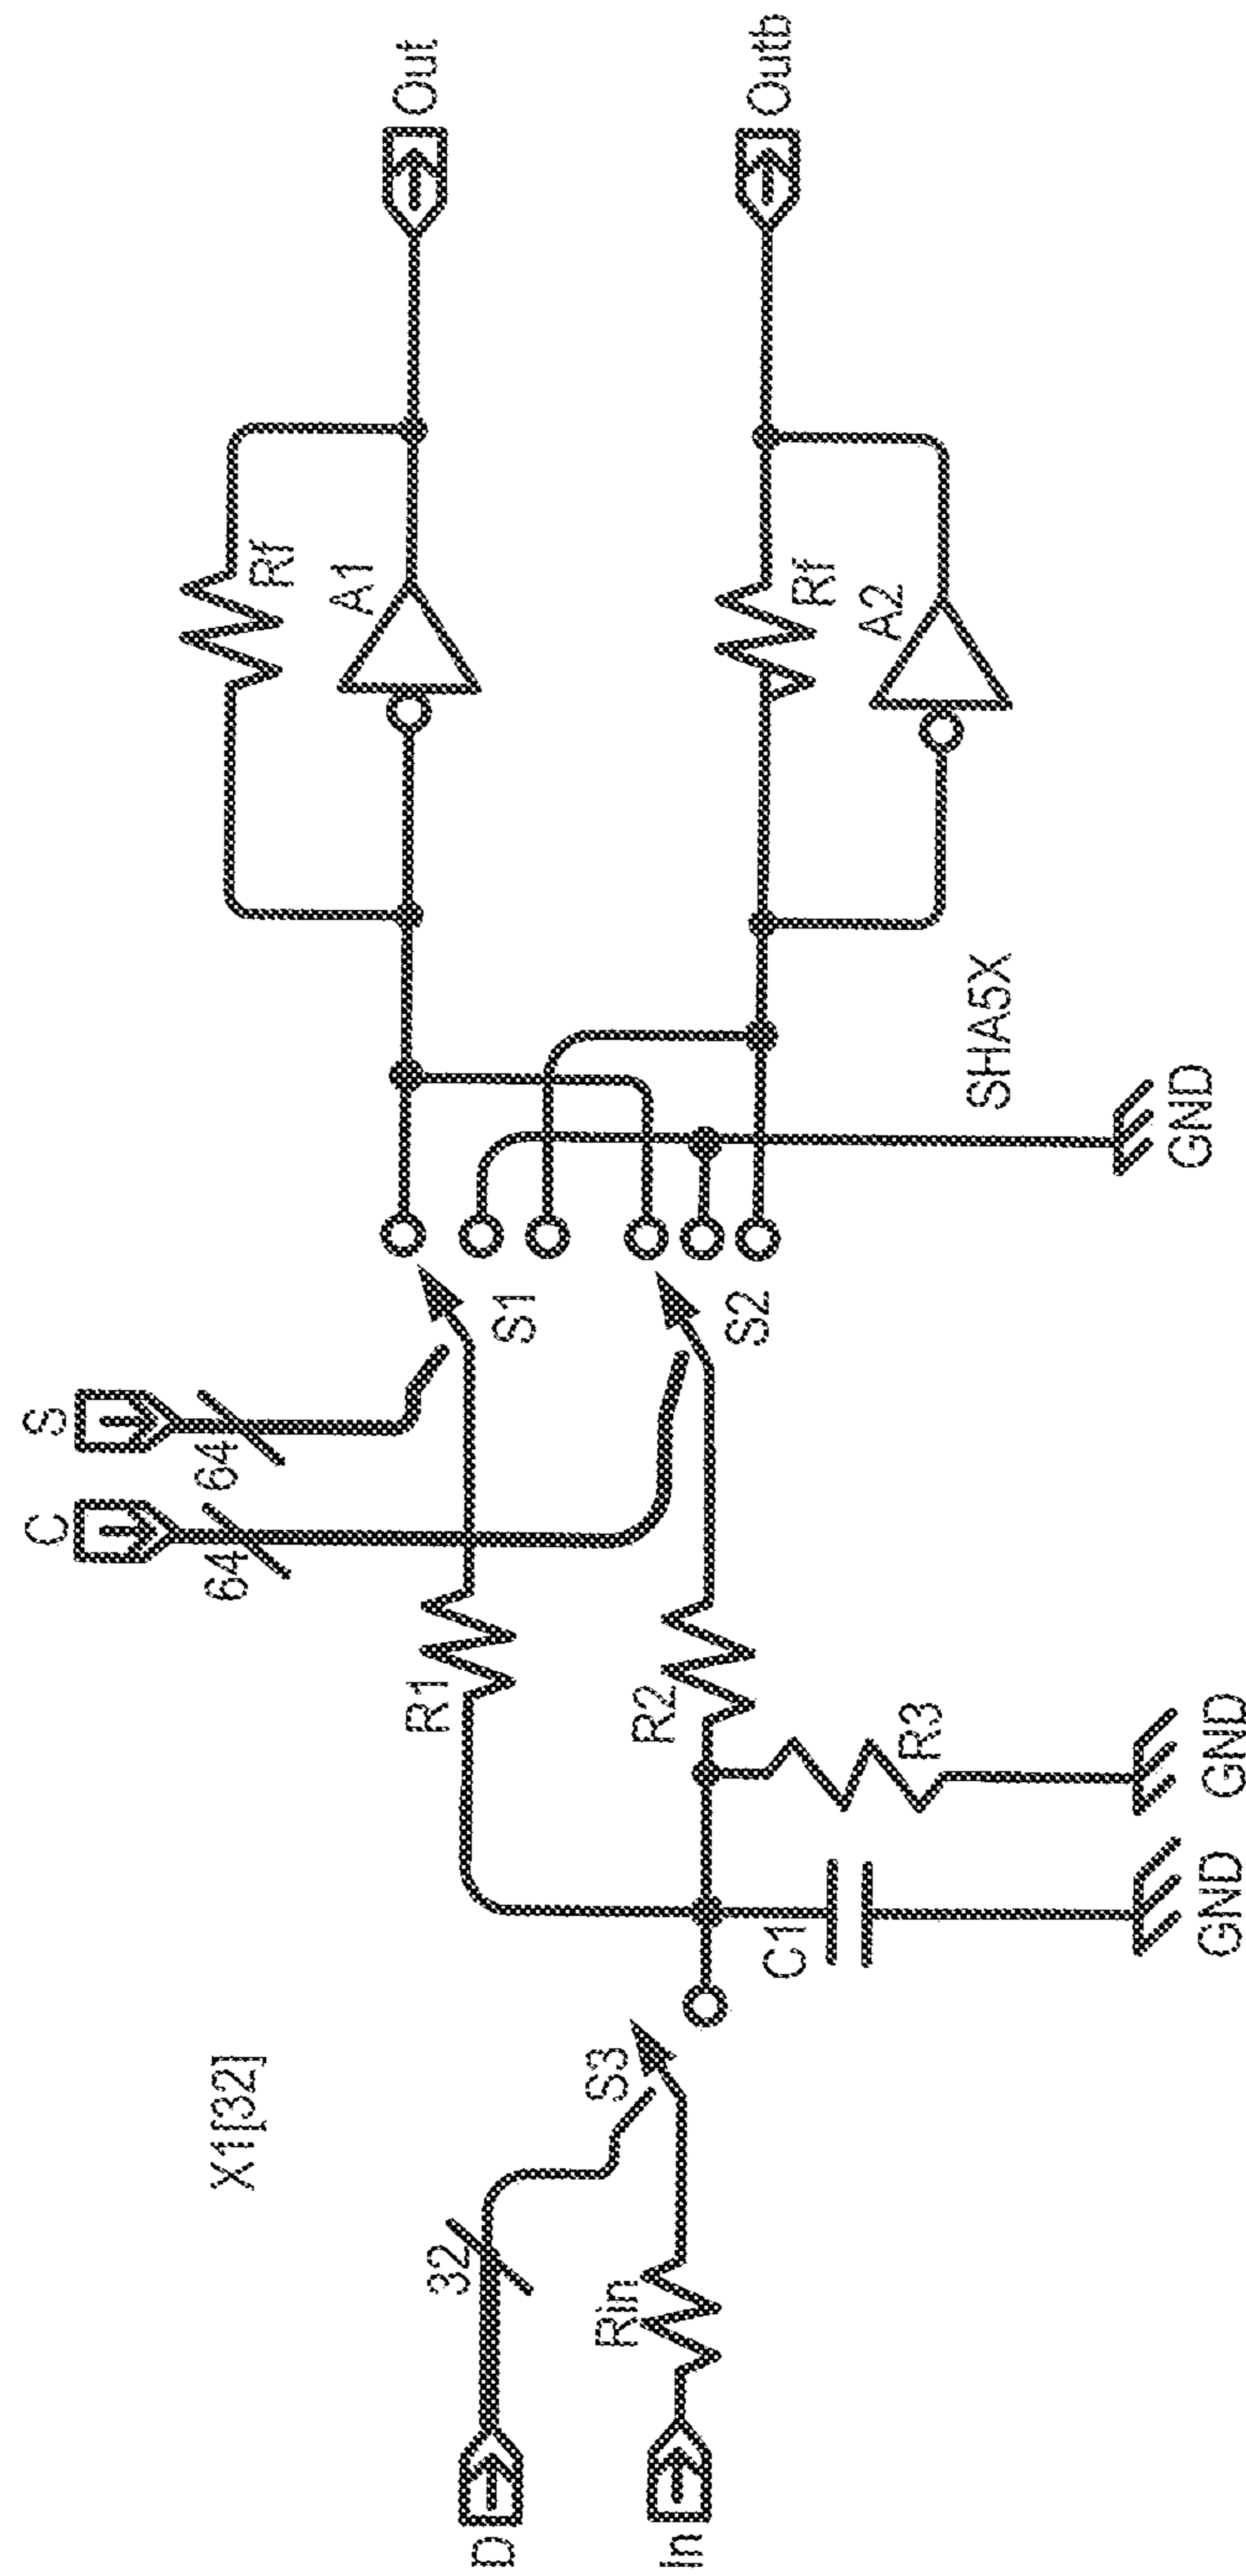 D
In
32
Rin
X1[32]
S3
C1
GND
R3
GND
R1
R2
C
64
S
64
S1
S2
GND
SHA5X
Rf
A1
Rf
A2
Out
Outb